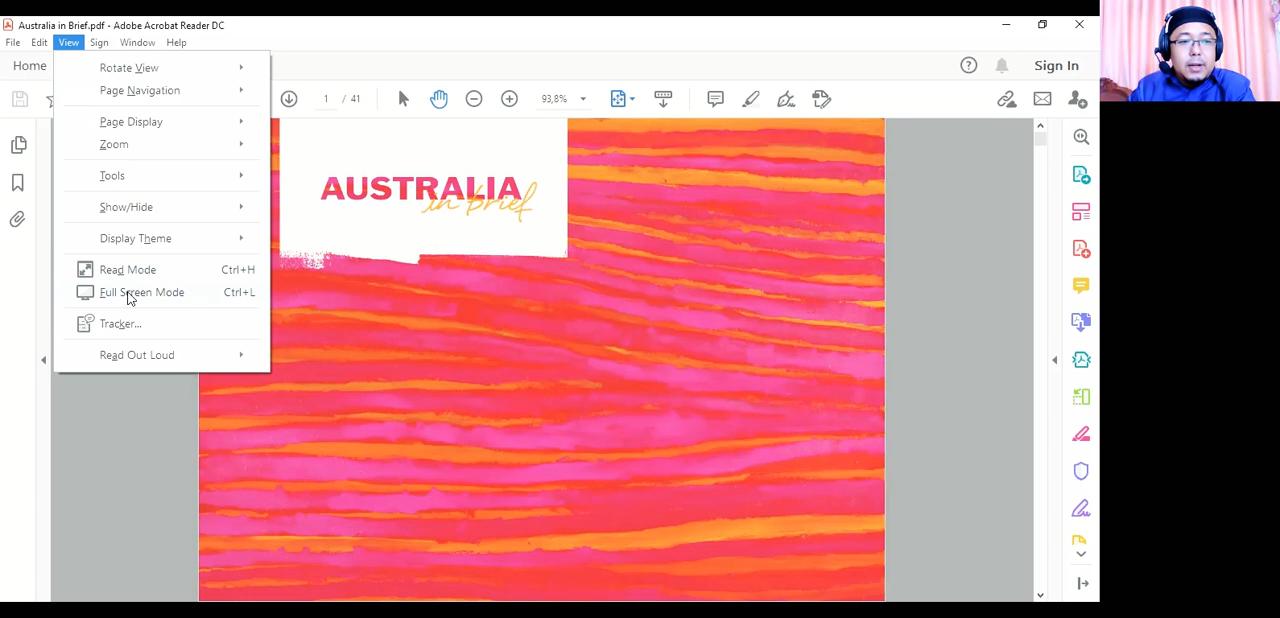 Australia in Brief.pdf - Adobe Acrobat Reader DC
File Edit View Sign Window Help
Home
Sign In
1 / 41
93,8%
Rotate View
Page Navigation
Page Display
Zoom
Tools
Show/Hide
Display Theme
Read Mode Ctrl+H
Full Screen Mode Ctrl+L
Tracker...
Read Out Loud
AUSTRALIA
in brief